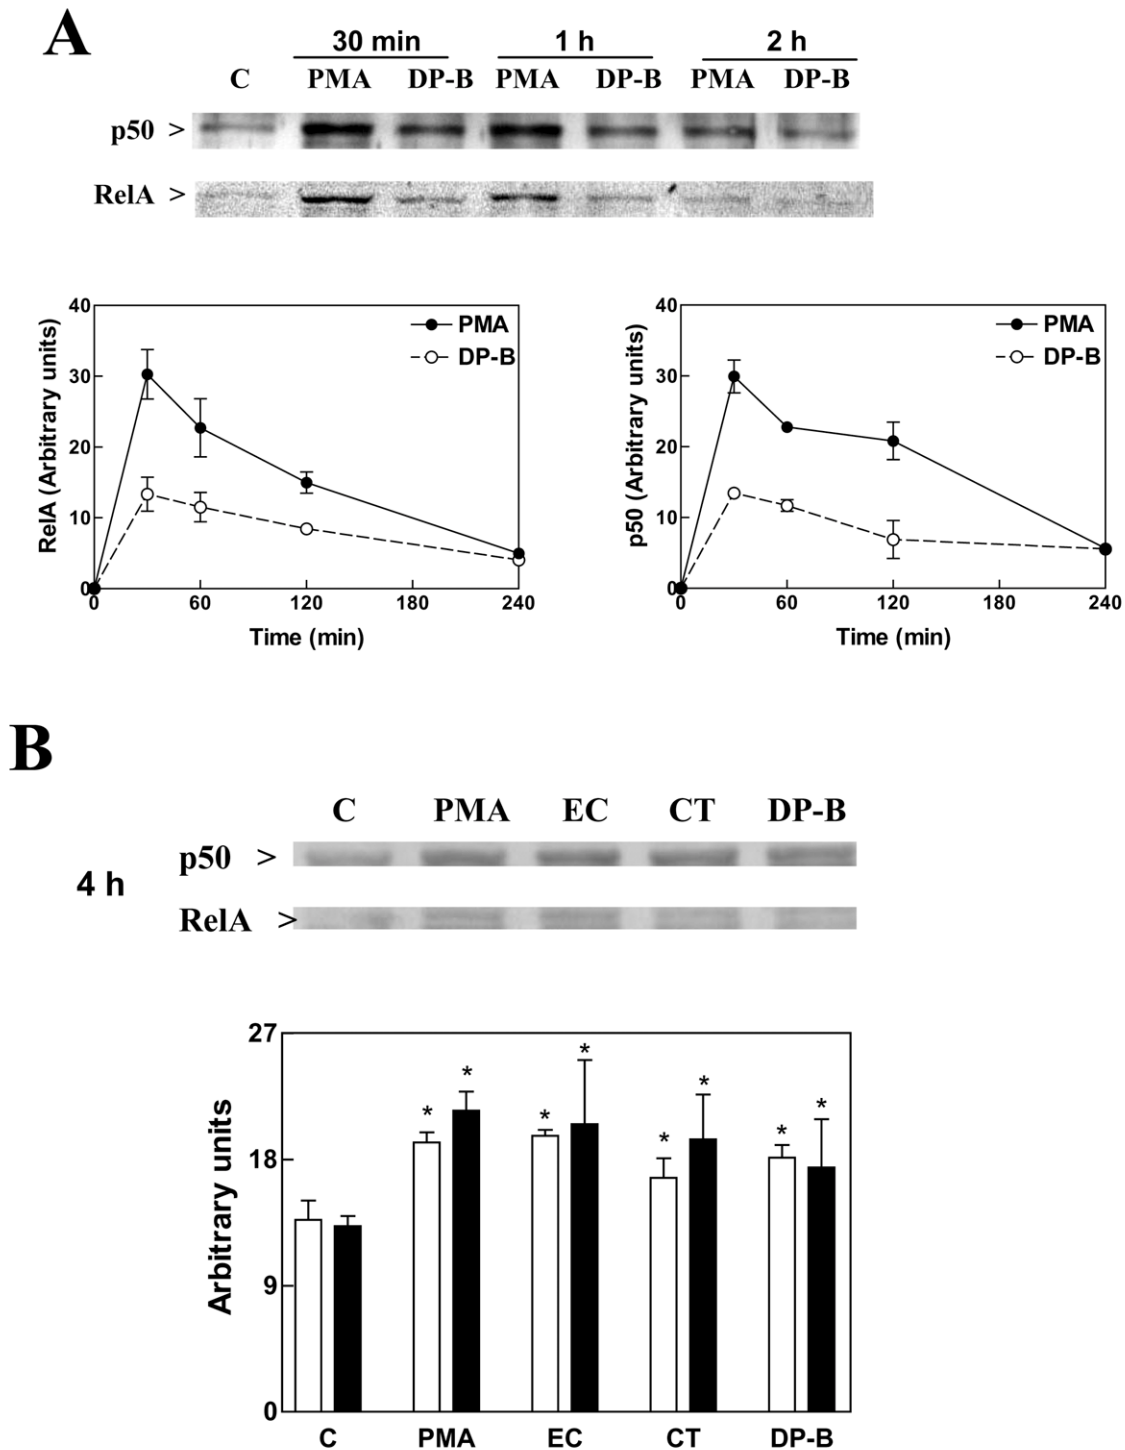 A
30 min 1 h 2 h
C PMA DP-B PMA DP-B PMA DP-B
p50 >
RelA >
40
30
20
10
0
RelA (Arbitrary units)
PMA
DP-B
0 60 120 180 240
Time (min)
40
30
20
10
0
p50 (Arbitrary units)
PMA
DP-B
0 60 120 180 240
Time (min)
B
C PMA EC CT DP-B
p50 >
4 h
RelA >
27
18
9
0
Arbitrary units
* * * * * * * *
C PMA EC CT DP-B